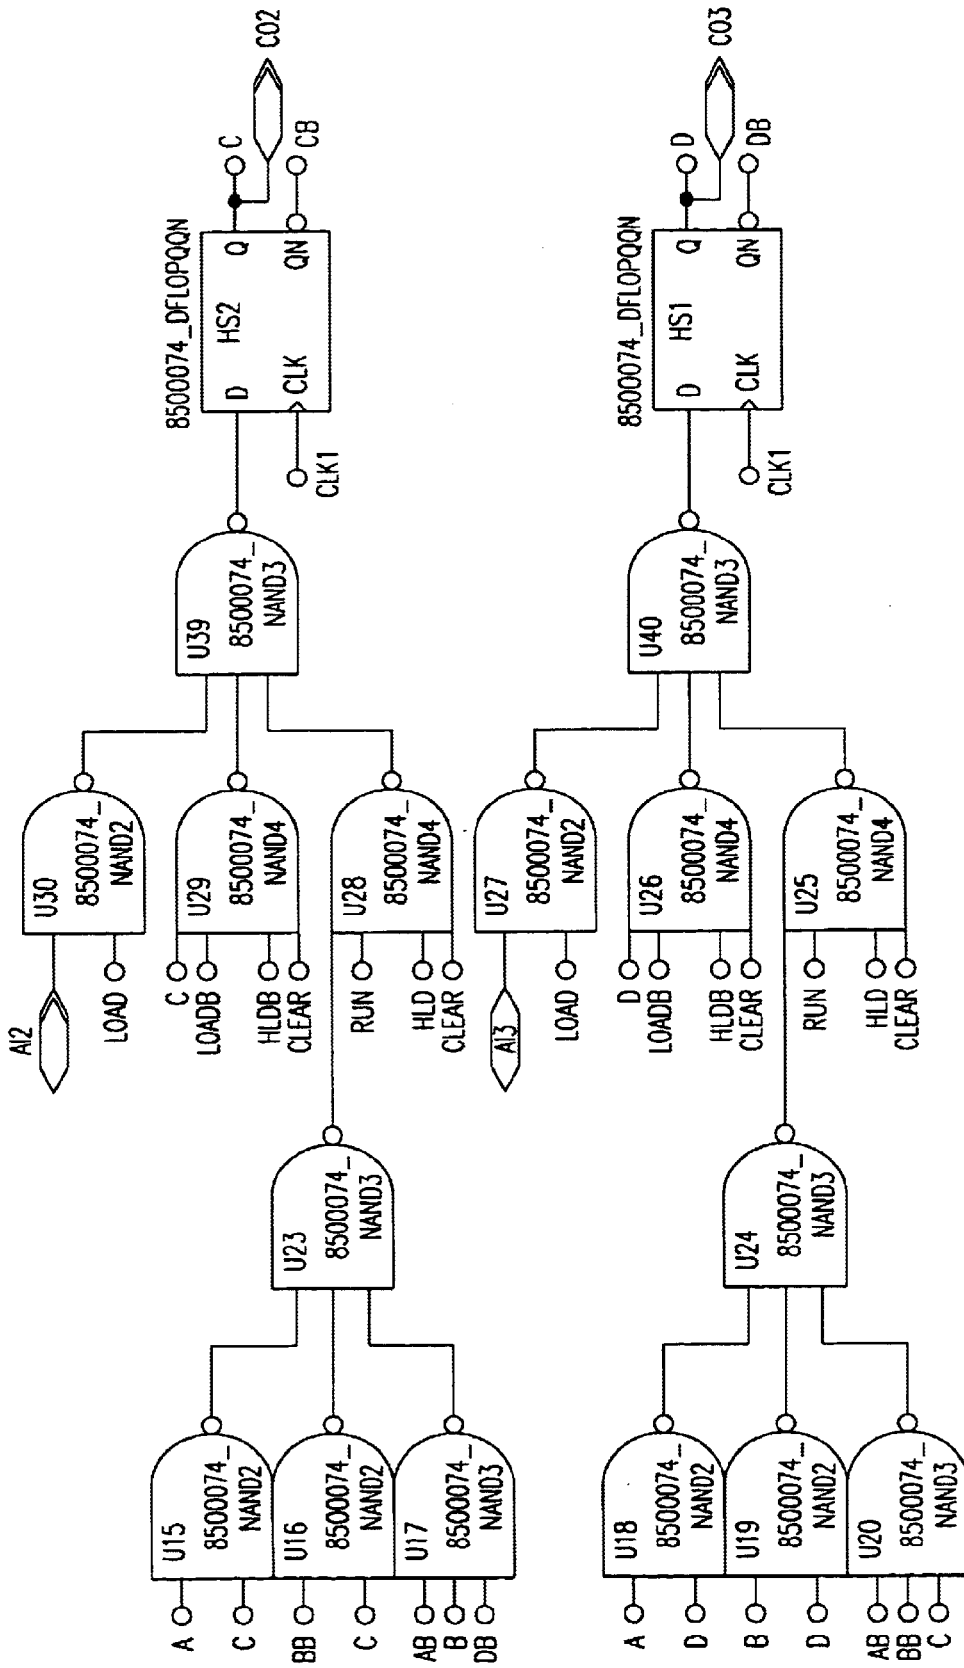 A
C
U15
8500074_
NAND2
BB
C
U16
8500074_
NAND2
AB
B
DB
U17
8500074_
NAND3
U23
8500074_
NAND3
AI2
LOAD
U30
8500074_
NAND2
C
LOADB
HLDB
CLEAR
U29
8500074_
NAND4
RUN
HLD
CLEAR
U28
8500074_
NAND4
U39
8500074_
NAND3
CLK1
8500074_DFLOPQQN
D
HS2
Q
CLK
QN
C
CO2
CB
A
D
U18
8500074_
NAND2
B
D
U19
8500074_
NAND2
AB
BB
C
U20
8500074_
NAND3
U24
8500074_
NAND3
AI3
LOAD
U27
8500074_
NAND2
D
LOADB
HLDB
CLEAR
U26
8500074_
NAND4
RUN
HLD
CLEAR
U25
8500074_
NAND4
U40
8500074_
NAND3
CLK1
8500074_DFLOPQQN
D
HS1
Q
CLK
QN
D
CO3
DB